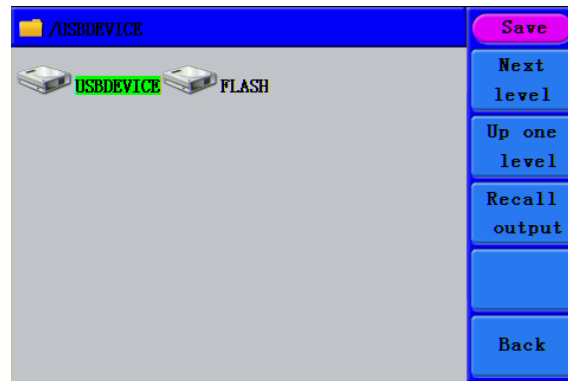 /USBDEVICE
USBDEVICE FLASH
Save
Next
level
Up one
level
Recall
output
Back